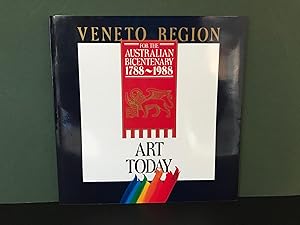 VENETO REGION
FOR THE
AUSTRALIAN
BICENTENARY
1788~1988
ART
TODAY